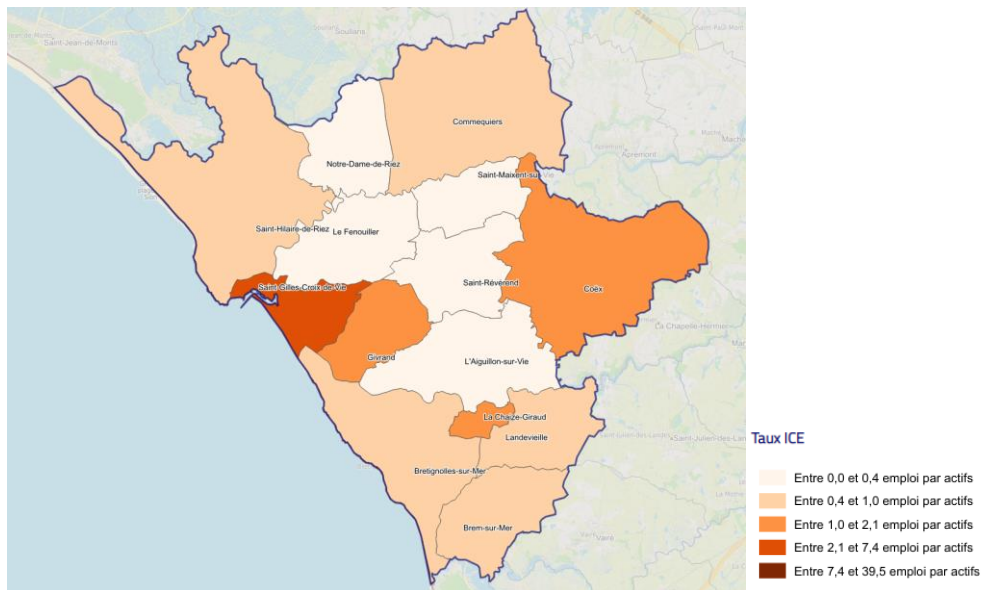 Saint-Jean-de-Monts
Soullans
Commequiers
Apremont
Notre-Dame-de-Riez
Saint-Maixent-sur-Vie
Saint-Hilaire-de-Riez
Le Fenouiller
Saint-Gilles-Croix-de-Vie
Saint-Révérend
Coëx
La Chapelle-Hermier
Givrand
L'Aiguillon-sur-Vie
La Chaize-Giraud
Landevieille
Saint-Julien-des-Landes
Bretignolles-sur-Mer
Brem-sur-Mer
Vairé
Taux ICE
Entre 0,0 et 0,4 emploi par actifs
Entre 0,4 et 1,0 emploi par actifs
Entre 1,0 et 2,1 emploi par actifs
Entre 2,1 et 7,4 emploi par actifs
Entre 7,4 et 39,5 emploi par actifs